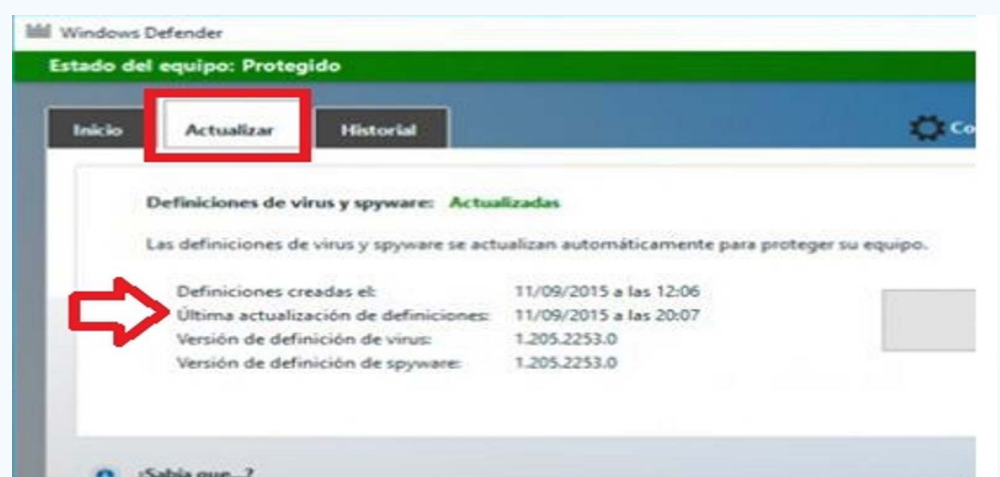 Windows Defender
Estado del equipo: Protegido
Inicio Actualizar Historial Co
Definiciones de virus y spyware: Actualizadas
Las definiciones de virus y spyware se actualizan automáticamente para proteger su equipo.
Definiciones creadas el: 11/09/2015 a las 12:06
Última actualización de definiciones: 11/09/2015 a las 20:07
Versión de definición de virus: 1.205.2253.0
Versión de definición de spyware: 1.205.2253.0
¿Sabía que...?